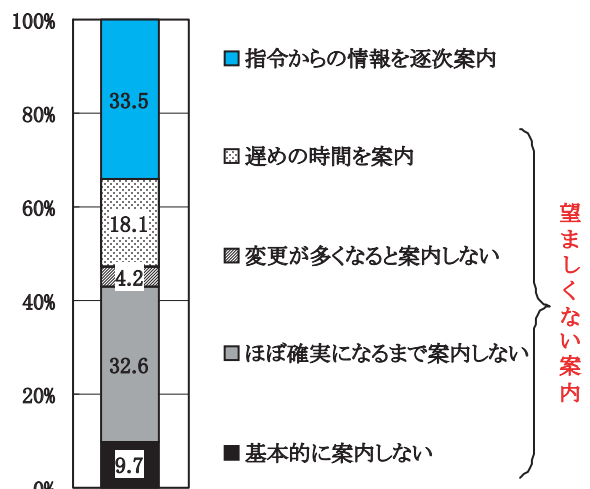 100%
80%
60%
40%
20%
0%
33.5
18.1
4.2
32.6
9.7
指令からの情報を逐次案内
遅めの時間を案内
変更が多くなると案内しない
ほぼ確実になるまで案内しない
基本的に案内しない
望ましくない案内